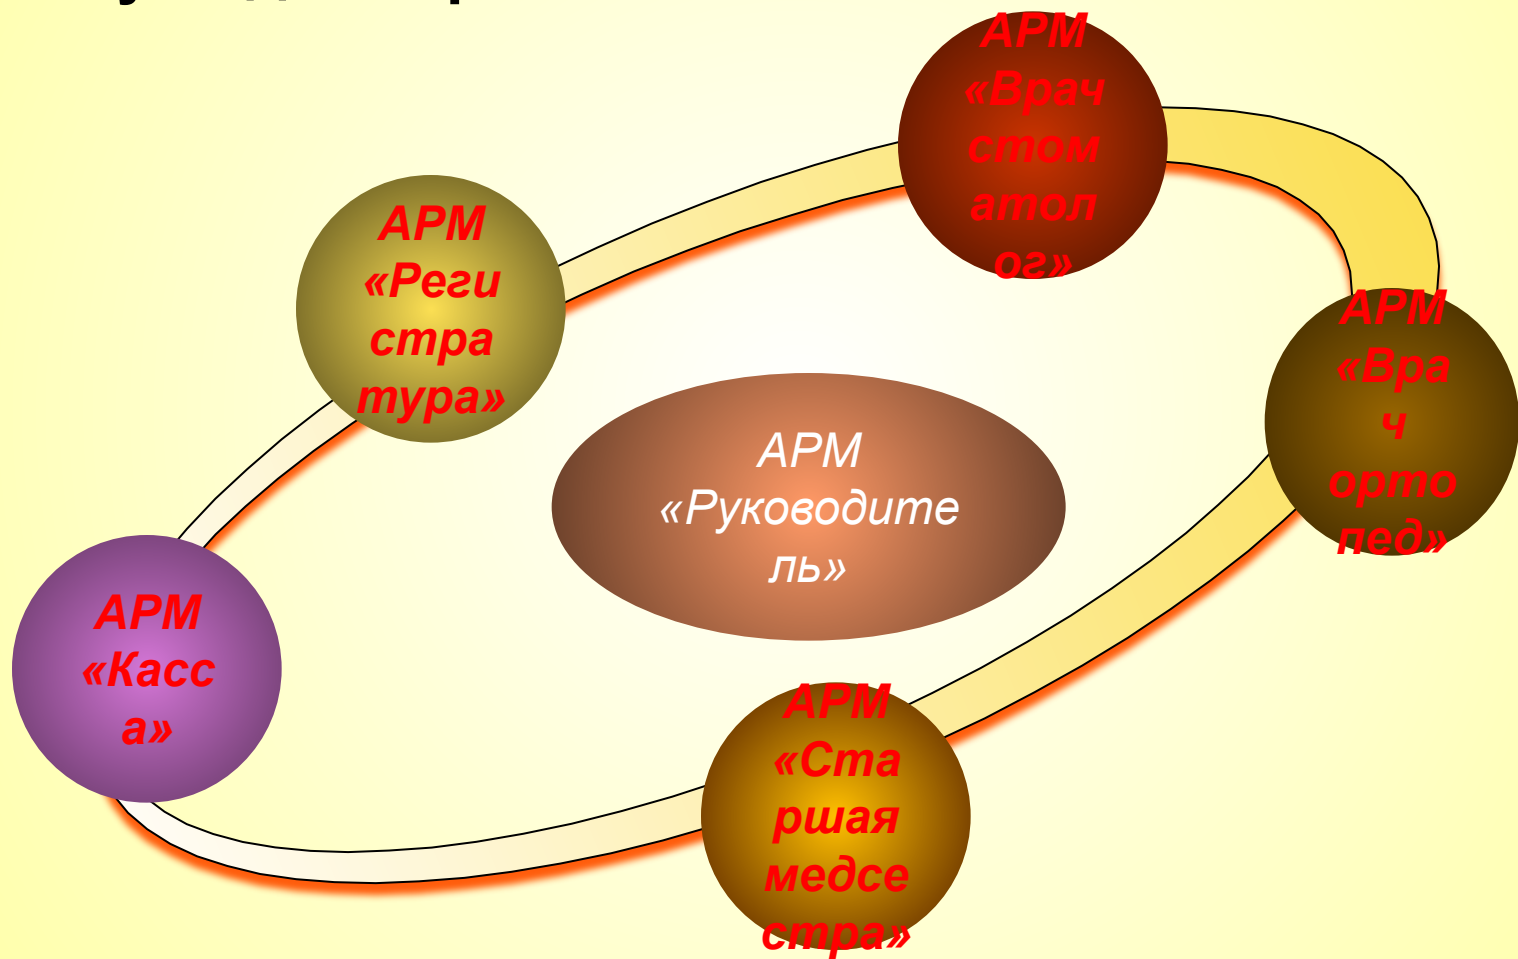 АРМ
«Врач
стом
атол
ог»
АРМ
«Реги
стра
тура»
АРМ
«Вра
ч
орто
пед»
АРМ
«Руководите
ль»
АРМ
«Касс
а»
АРМ
«Ста
ршая
медсе
стра»